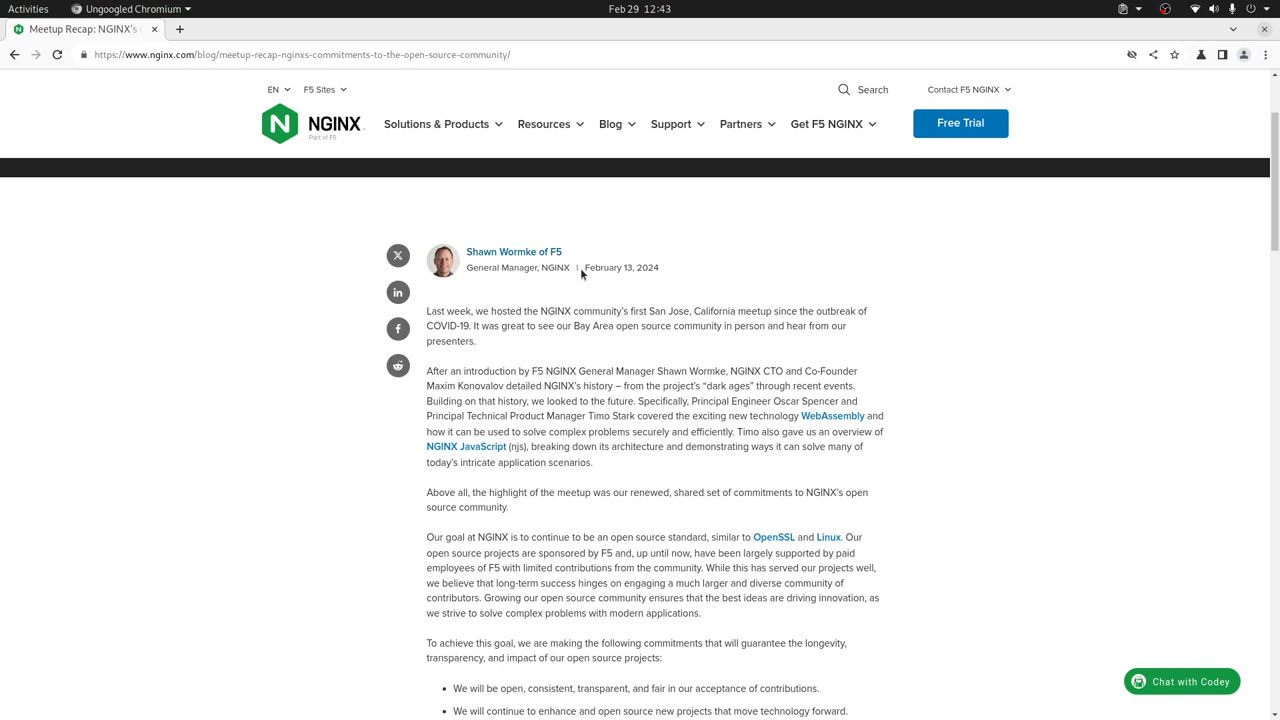 Activities
Ungoogled Chromium
Feb 29 12:43
Meetup Recap: NGINX's
https://www.nginx.com/blog/meetup-recap-nginxs-commitments-to-the-open-source-community/
EN
F5 Sites
Search
Contact F5 NGINX
NGINX
Part of F5
Solutions & Products
Resources
Blog
Support
Partners
Get F5 NGINX
Free Trial
Shawn Wormke of F5
General Manager, NGINX | February 13, 2024
Last week, we hosted the NGINX community’s first San Jose, California meetup since the outbreak of
COVID-19. It was great to see our Bay Area open source community in person and hear from our
presenters.
After an introduction by F5 NGINX General Manager Shawn Wormke, NGINX CTO and Co-Founder
Maxim Konovalov detailed NGINX’s history – from the project’s “dark ages” through recent events.
Building on that history, we looked to the future. Specifically, Principal Engineer Oscar Spencer and
Principal Technical Product Manager Timo Stark covered the exciting new technology WebAssembly and
how it can be used to solve complex problems securely and efficiently. Timo also gave us an overview of
NGINX JavaScript (njs), breaking down its architecture and demonstrating ways it can solve many of
today’s intricate application scenarios.
Above all, the highlight of the meetup was our renewed, shared set of commitments to NGINX’s open
source community.
Our goal at NGINX is to continue to be an open source standard, similar to OpenSSL and Linux. Our
open source projects are sponsored by F5 and, up until now, have been largely supported by paid
employees of F5 with limited contributions from the community. While this has served our projects well,
we believe that long-term success hinges on engaging a much larger and diverse community of
contributors. Growing our open source community ensures that the best ideas are driving innovation, as
we strive to solve complex problems with modern applications.
To achieve this goal, we are making the following commitments that will guarantee the longevity,
transparency, and impact of our open source projects:
• We will be open, consistent, transparent, and fair in our acceptance of contributions.
• We will continue to enhance and open source new projects that move technology forward.
Chat with Codey